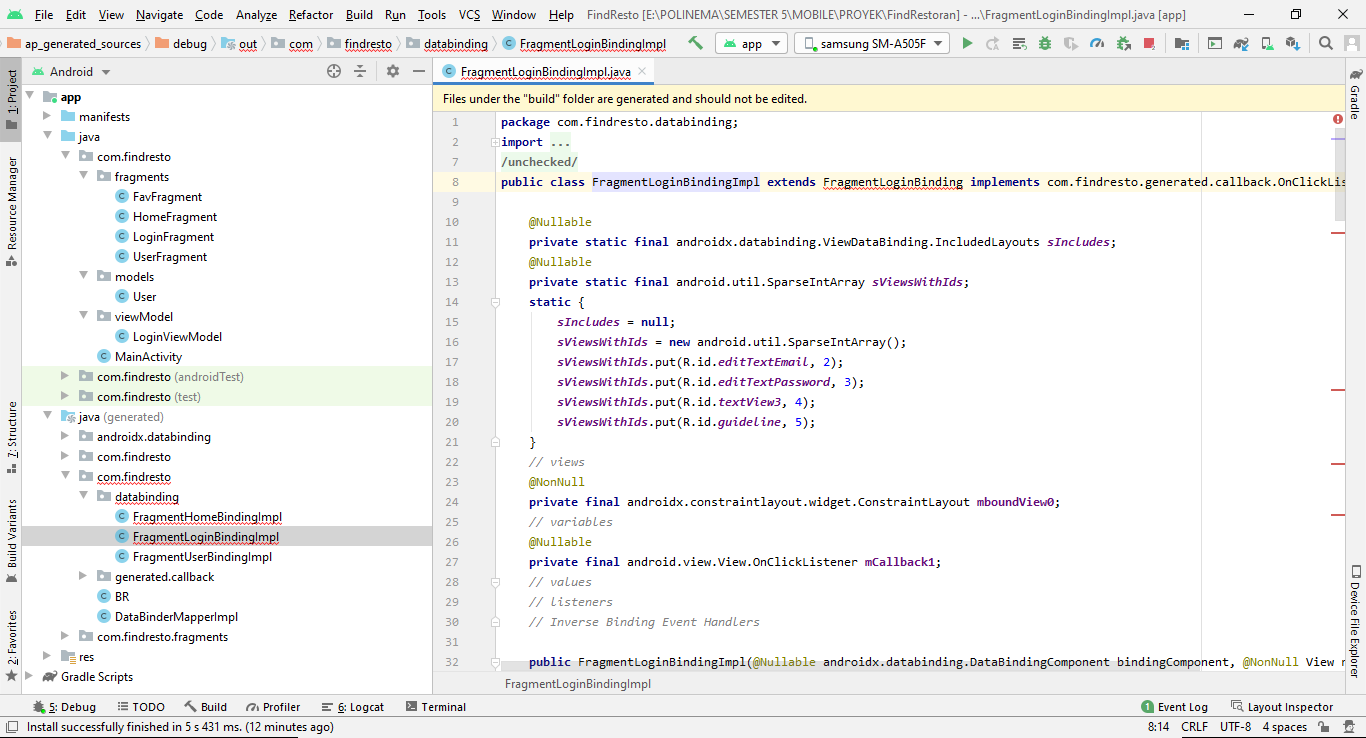 File Edit View Navigate Code Analyze Refactor Build Run Tools VCS Window Help FindResto [E:\POLINEMA\SEMESTER 5\MOBILE\PROYEK\FindRestoran] - ...\FragmentLoginBindingImpl.java [app]
ap_generated_sources debug out com findresto databinding FragmentLoginBindingImpl app samsung SM-A505F
Android
FragmentLoginBindingImpl.java
1: Project
Resource Manager
7: Structure
Build Variants
2: Favorites
app
manifests
java
com.findresto
fragments
FavFragment
HomeFragment
LoginFragment
UserFragment
models
User
viewModel
LoginViewModel
MainActivity
com.findresto (androidTest)
com.findresto (test)
java (generated)
androidx.databinding
com.findresto
com.findresto
databinding
FragmentHomeBindingImpl
FragmentLoginBindingImpl
FragmentUserBindingImpl
generated.callback
BR
DataBinderMapperImpl
com.findresto.fragments
res
Gradle Scripts
Files under the "build" folder are generated and should not be edited.
1 package com.findresto.databinding;
2 import ...
7 /unchecked/
8 public class FragmentLoginBindingImpl extends FragmentLoginBinding implements com.findresto.generated.callback.OnClickLis
9
10 @Nullable
11 private static final androidx.databinding.ViewDataBinding.IncludedLayouts sIncludes;
12 @Nullable
13 private static final android.util.SparseIntArray sViewsWithIds;
14 static {
15 sIncludes = null;
16 sViewsWithIds = new android.util.SparseIntArray();
17 sViewsWithIds.put(R.id.editTextEmail, 2);
18 sViewsWithIds.put(R.id.editTextPassword, 3);
19 sViewsWithIds.put(R.id.textView3, 4);
20 sViewsWithIds.put(R.id.guideline, 5);
21 }
22 // views
23 @NonNull
24 private final androidx.constraintlayout.widget.ConstraintLayout mboundView0;
25 // variables
26 @Nullable
27 private final android.view.View.OnClickListener mCallback1;
28 // values
29 // listeners
30 // Inverse Binding Event Handlers
31
32 public FragmentLoginBindingImpl(@Nullable androidx.databinding.DataBindingComponent bindingComponent, @NonNull View r
FragmentLoginBindingImpl
Gradle
Device File Explorer
5: Debug TODO Build Profiler 6: Logcat Terminal 1 Event Log Layout Inspector
Install successfully finished in 5 s 431 ms. (12 minutes ago) 8:14 CRLF UTF-8 4 spaces